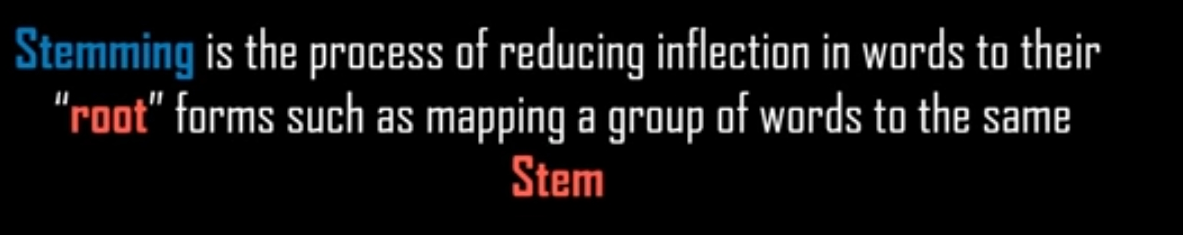 Stemming is the process of reducing inflection in words to their
“root” forms such as mapping a group of words to the same
Stem